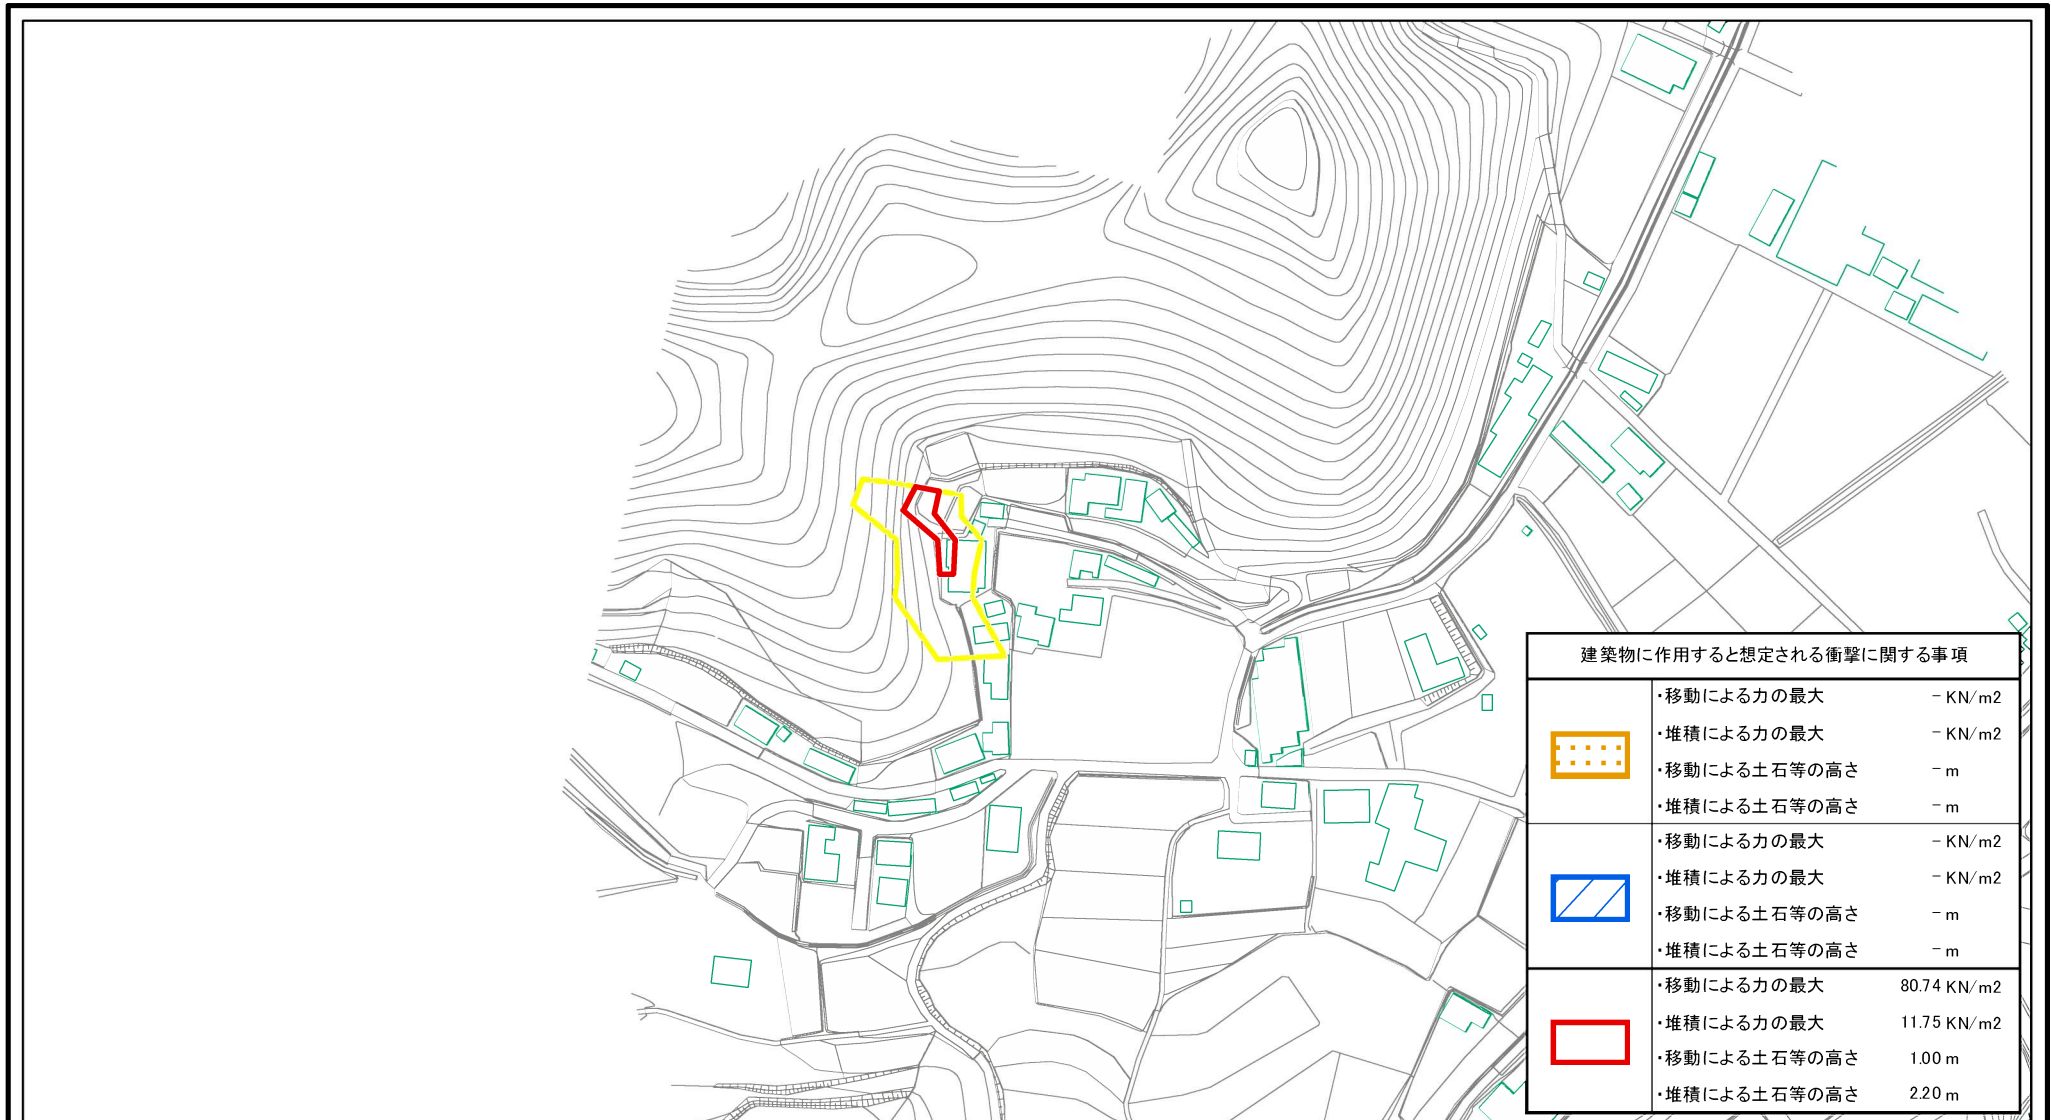 建築物に作用すると想定される衝撃に関する事項
・移動による力の最大 － KN/m2
・堆積による力の最大 － KN/m2
・移動による土石等の高さ － m
・堆積による土石等の高さ － m
・移動による力の最大 － KN/m2
・堆積による力の最大 － KN/m2
・移動による土石等の高さ － m
・堆積による土石等の高さ － m
・移動による力の最大 80.74 KN/m2
・堆積による力の最大 11.75 KN/m2
・移動による土石等の高さ 1.00 m
・堆積による土石等の高さ 2.20 m